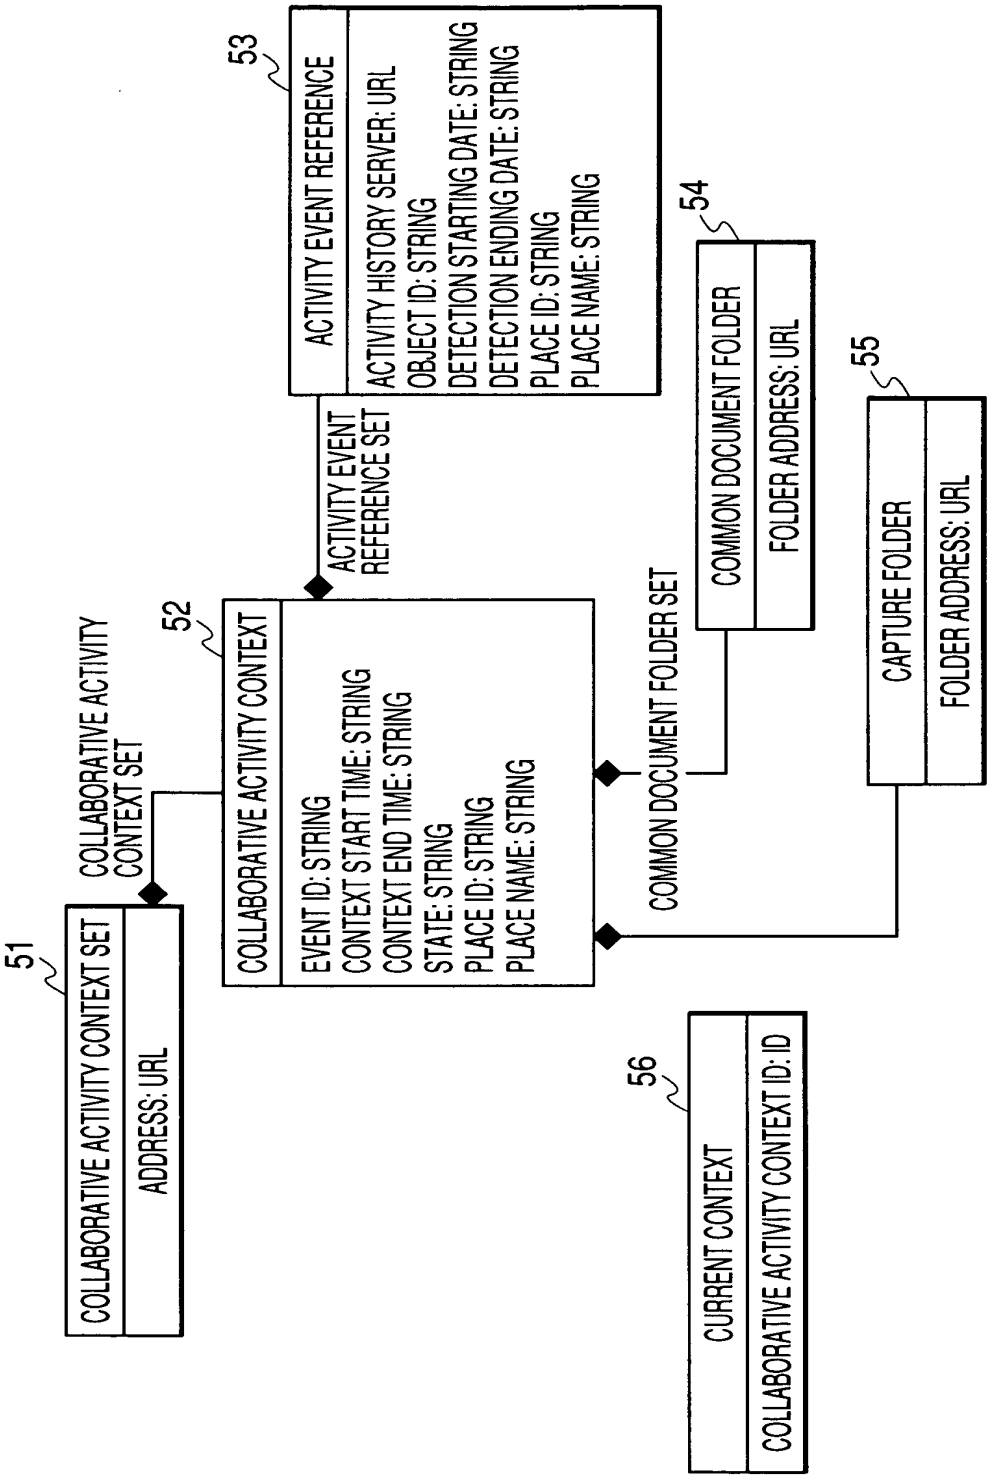 51
COLLABORATIVE ACTIVITY CONTEXT SET
ADDRESS: URL
COLLABORATIVE ACTIVITY
CONTEXT SET
52
COLLABORATIVE ACTIVITY CONTEXT
EVENT ID: STRING
CONTEXT START TIME: STRING
CONTEXT END TIME: STRING
STATE: STRING
PLACE ID: STRING
PLACE NAME: STRING
ACTIVITY EVENT
REFERENCE SET
53
ACTIVITY EVENT REFERENCE
ACTIVITY HISTORY SERVER: URL
OBJECT ID: STRING
DETECTION STARTING DATE: STRING
DETECTION ENDING DATE: STRING
PLACE ID: STRING
PLACE NAME: STRING
COMMON DOCUMENT FOLDER SET
54
COMMON DOCUMENT FOLDER
FOLDER ADDRESS: URL
55
CAPTURE FOLDER
FOLDER ADDRESS: URL
56
CURRENT CONTEXT
COLLABORATIVE ACTIVITY CONTEXT ID: ID